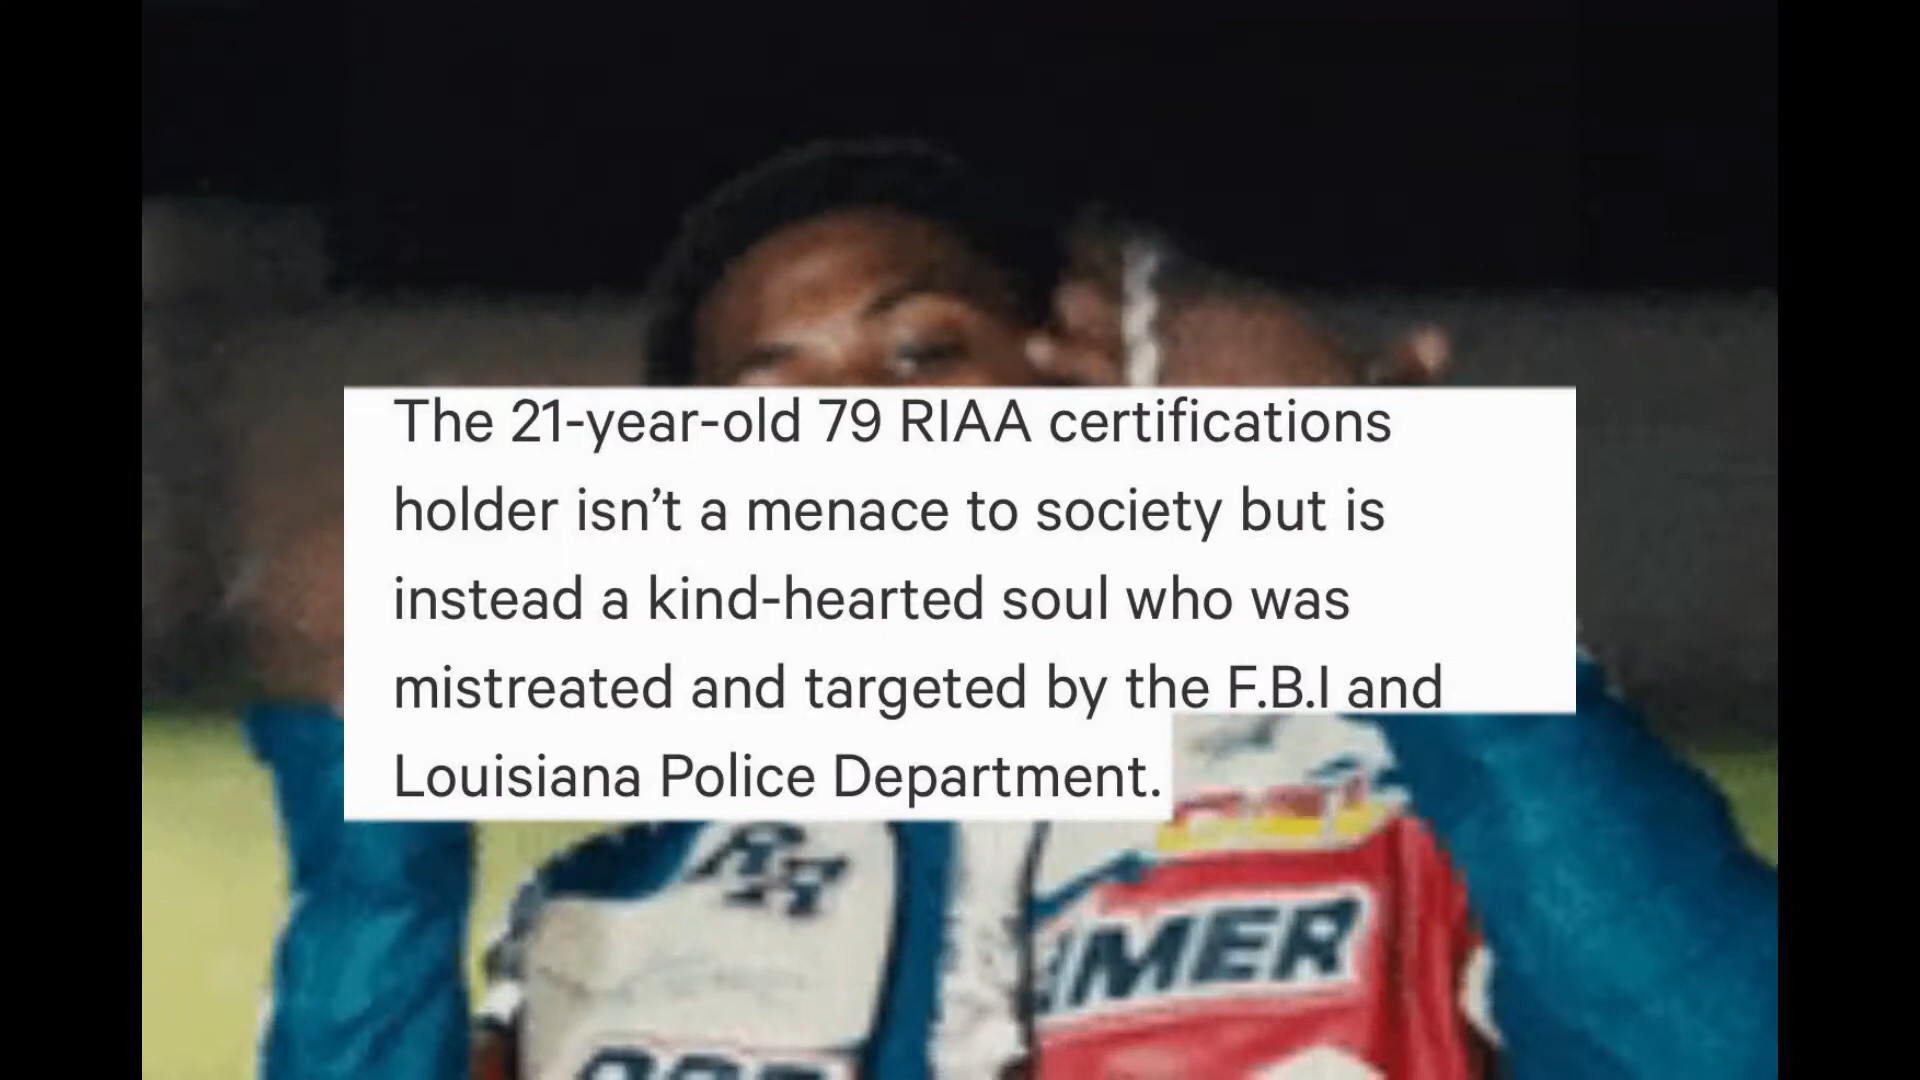 The 21-year-old 79 RIAA certifications
holder isn’t a menace to society but is
instead a kind-hearted soul who was
mistreated and targeted by the F.B.I and
Louisiana Police Department.
MER